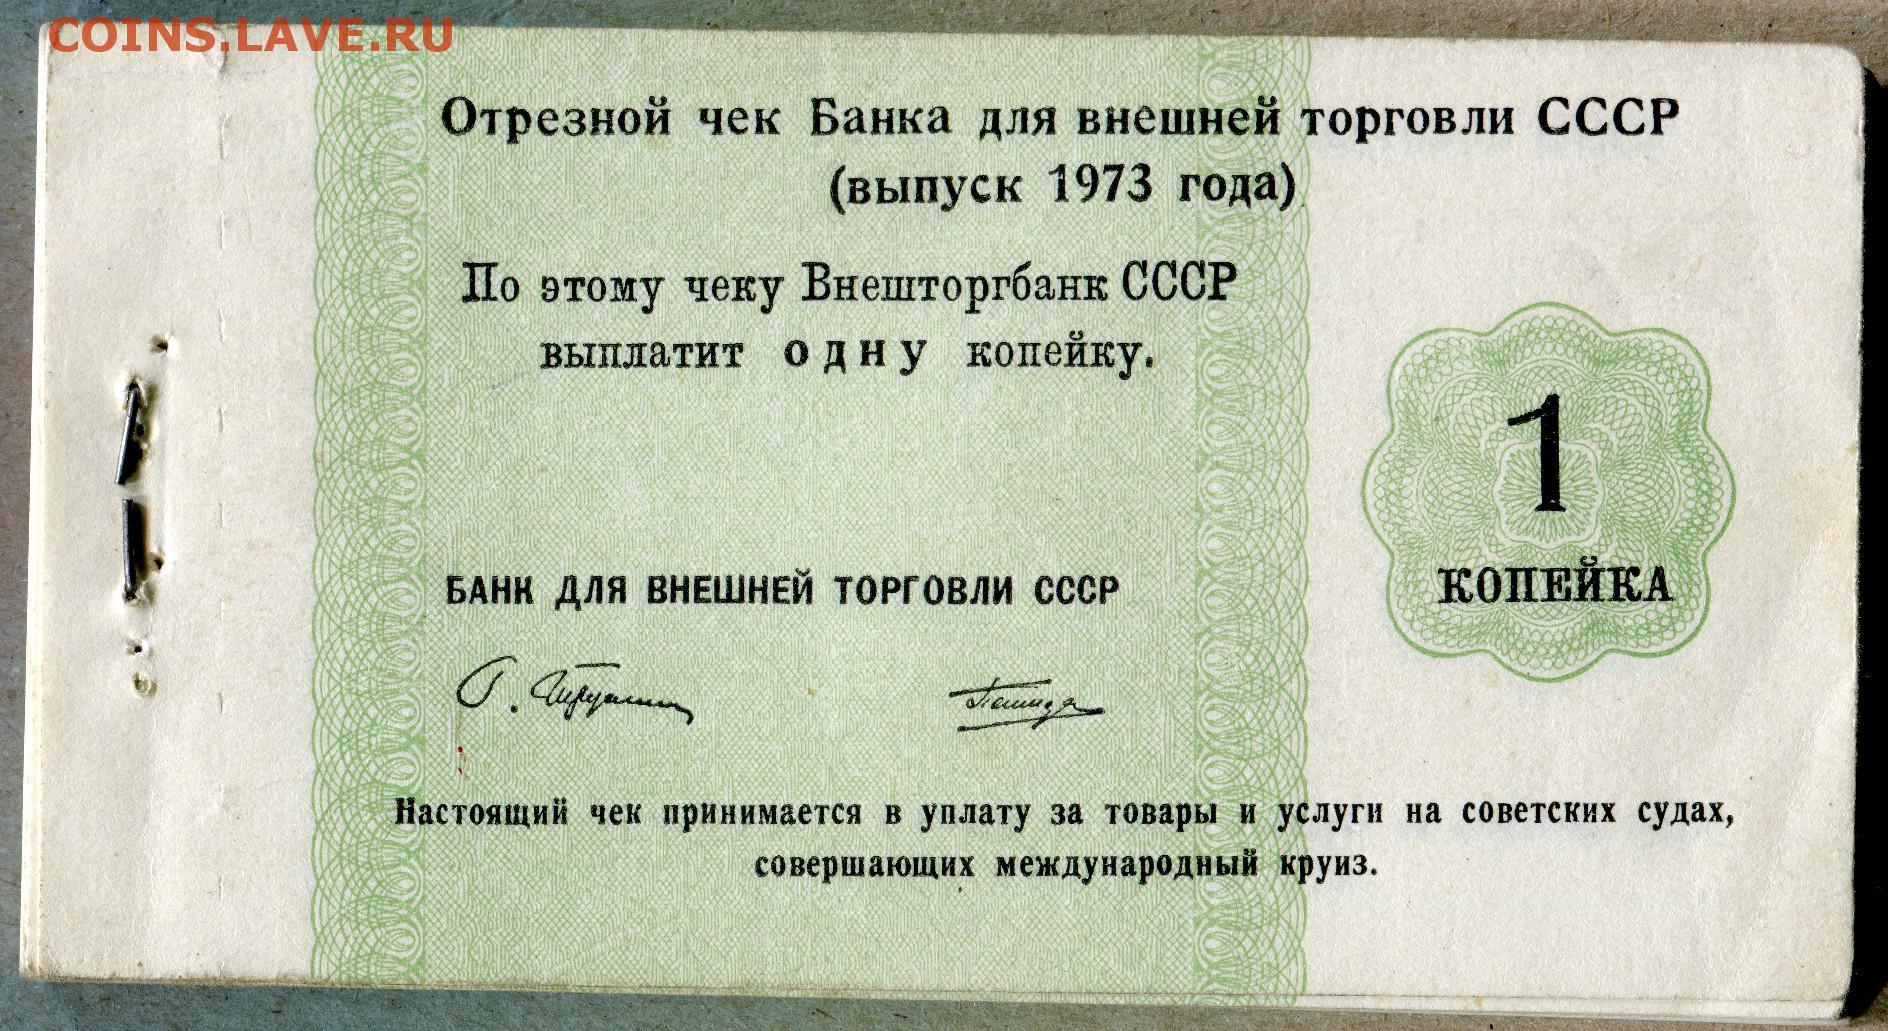 COINS.LAVE.RU
Отрезной чек Банка для внешней торговли СССР
(выпуск 1973 года)
По этому чеку Внешторгбанк СССР
выплатит одну копейку.
1
КОПЕЙКА
БАНК ДЛЯ ВНЕШНЕЙ ТОРГОВЛИ СССР
Настоящий чек принимается в уплату за товары и услуги на советских судах,
совершающих международный круиз.